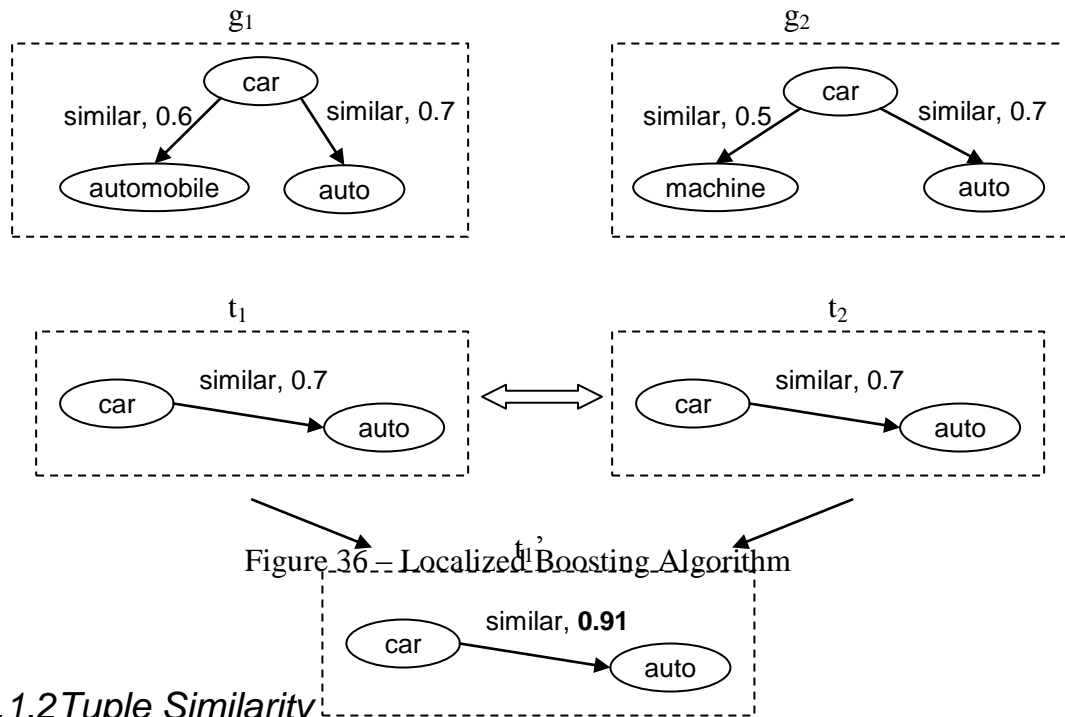 g1 g2
car
similar, 0.6 similar, 0.7
automobile auto
car
similar, 0.5 similar, 0.7
machine auto
t1 t2
similar, 0.7
car
auto
similar, 0.7
car
auto
t1’
Figure 36 – Localized Boosting Algorithm
similar, 0.91
car
auto
.1.2Tuple Similarity